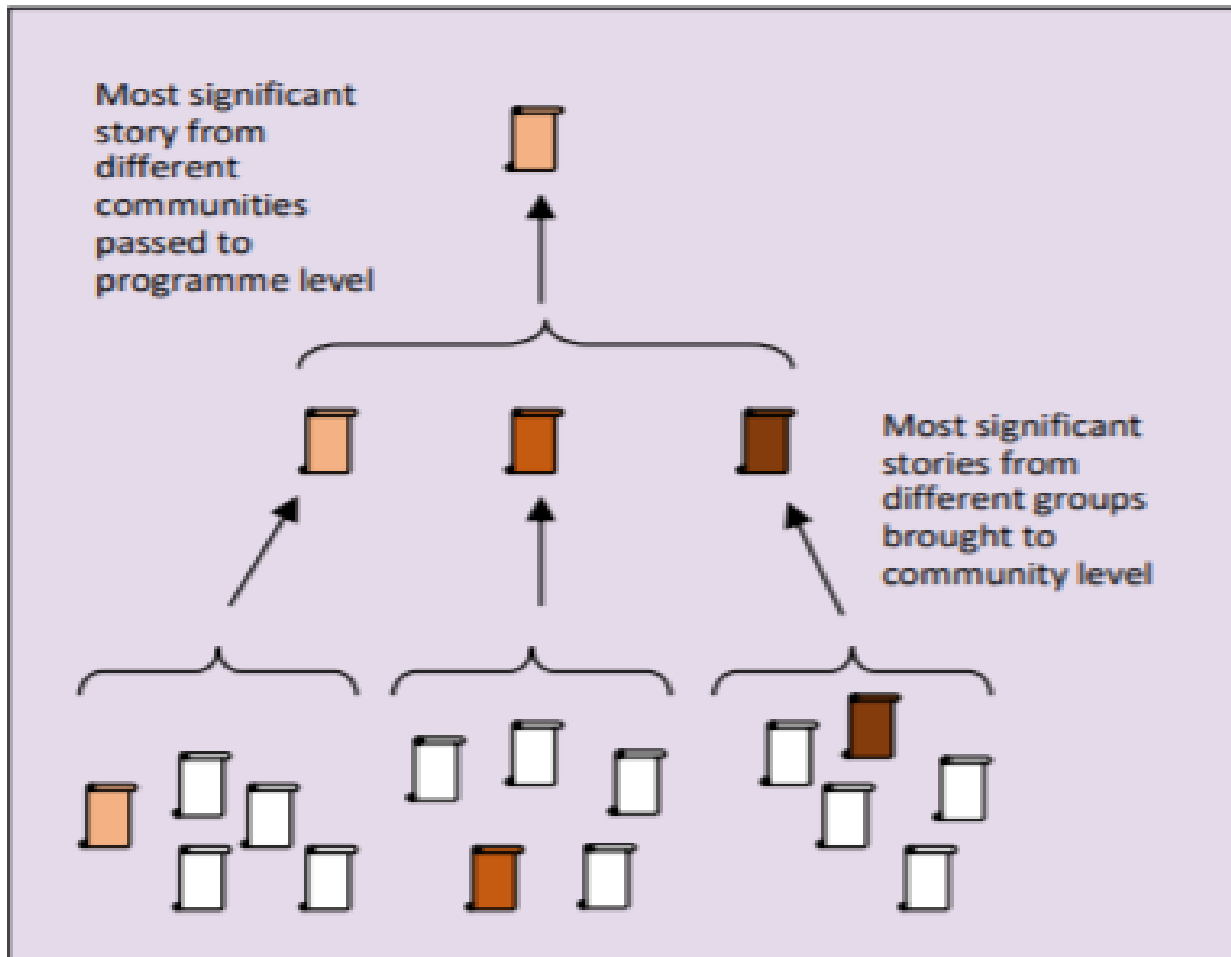 Most significant
story from
different
communities
passed to
programme level
Most significant
stories from
different groups
brought to
community level